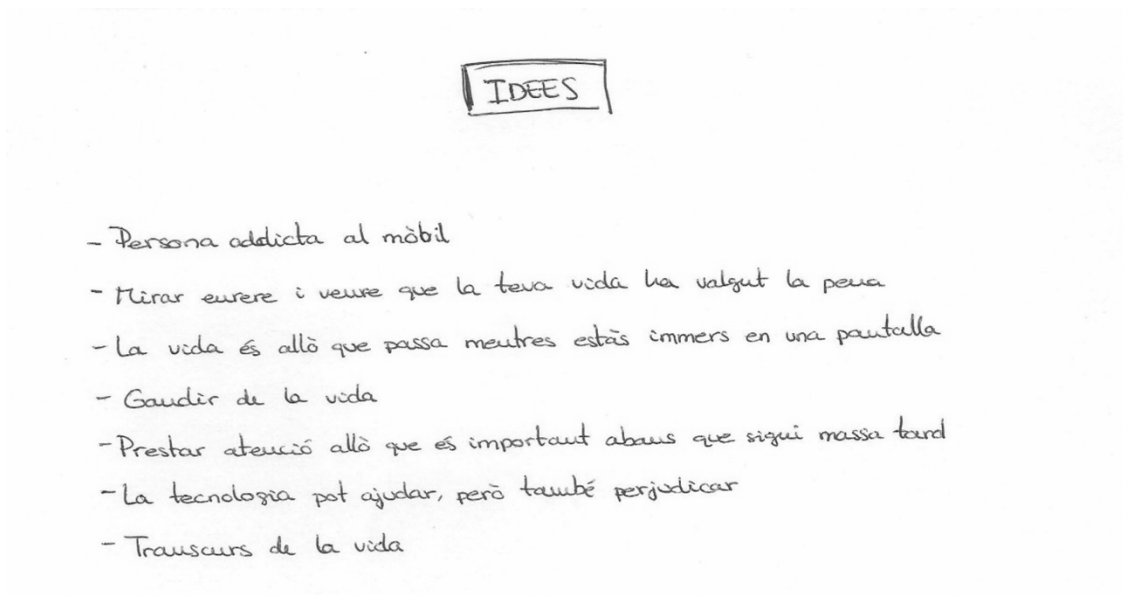 IDEES
- Persona addicta al mòbil
- Mirar enrere i veure que la teva vida ha valgut la pena
- La vida és allò que passa mentres estàs immers en una pantalla
- Gaudir de la vida
- Prestar atenció allò que és important abans que sigui massa tard
- La tecnologia pot ajudar, però també perjudicar
- Transcurs de la vida